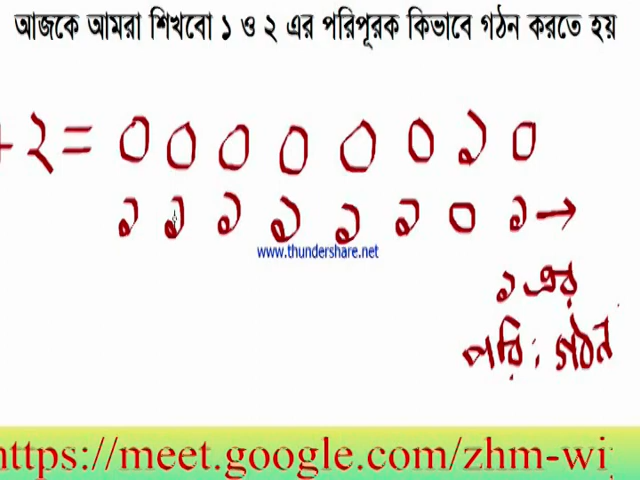 আজকে আমরা শিখবো ১ ও ২ এর পরিপূরক কিভাবে গঠন করতে হয়
+ ২ = ০ ০ ০ ০ ০ ০ ১ ০
১ ১ ১ ১ ১ ১ ০ ১ →
www.thundershare.net
১ এর
পরি: গঠন
https://meet.google.com/zhm-wi